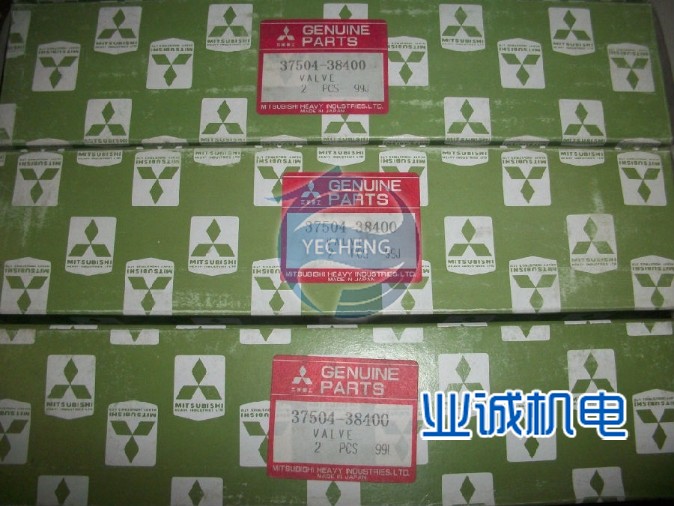 GENUINE
PARTS
37504-38400
VALVE
2 PCS 99J
MITSUBISHI HEAVY INDUSTRIES,LTD.
MADE IN JAPAN
GENUINE
PARTS
37504-38400
YECHENG
MITSUBISHI HEAVY INDUSTRIES,LTD.
MADE IN JAPAN
GENUINE
PARTS
37504-38400
VALVE
2 PCS 99I
MITSUBISHI HEAVY INDUSTRIES,LTD.
MADE IN JAPAN
业诚机电
MITSUBISHI